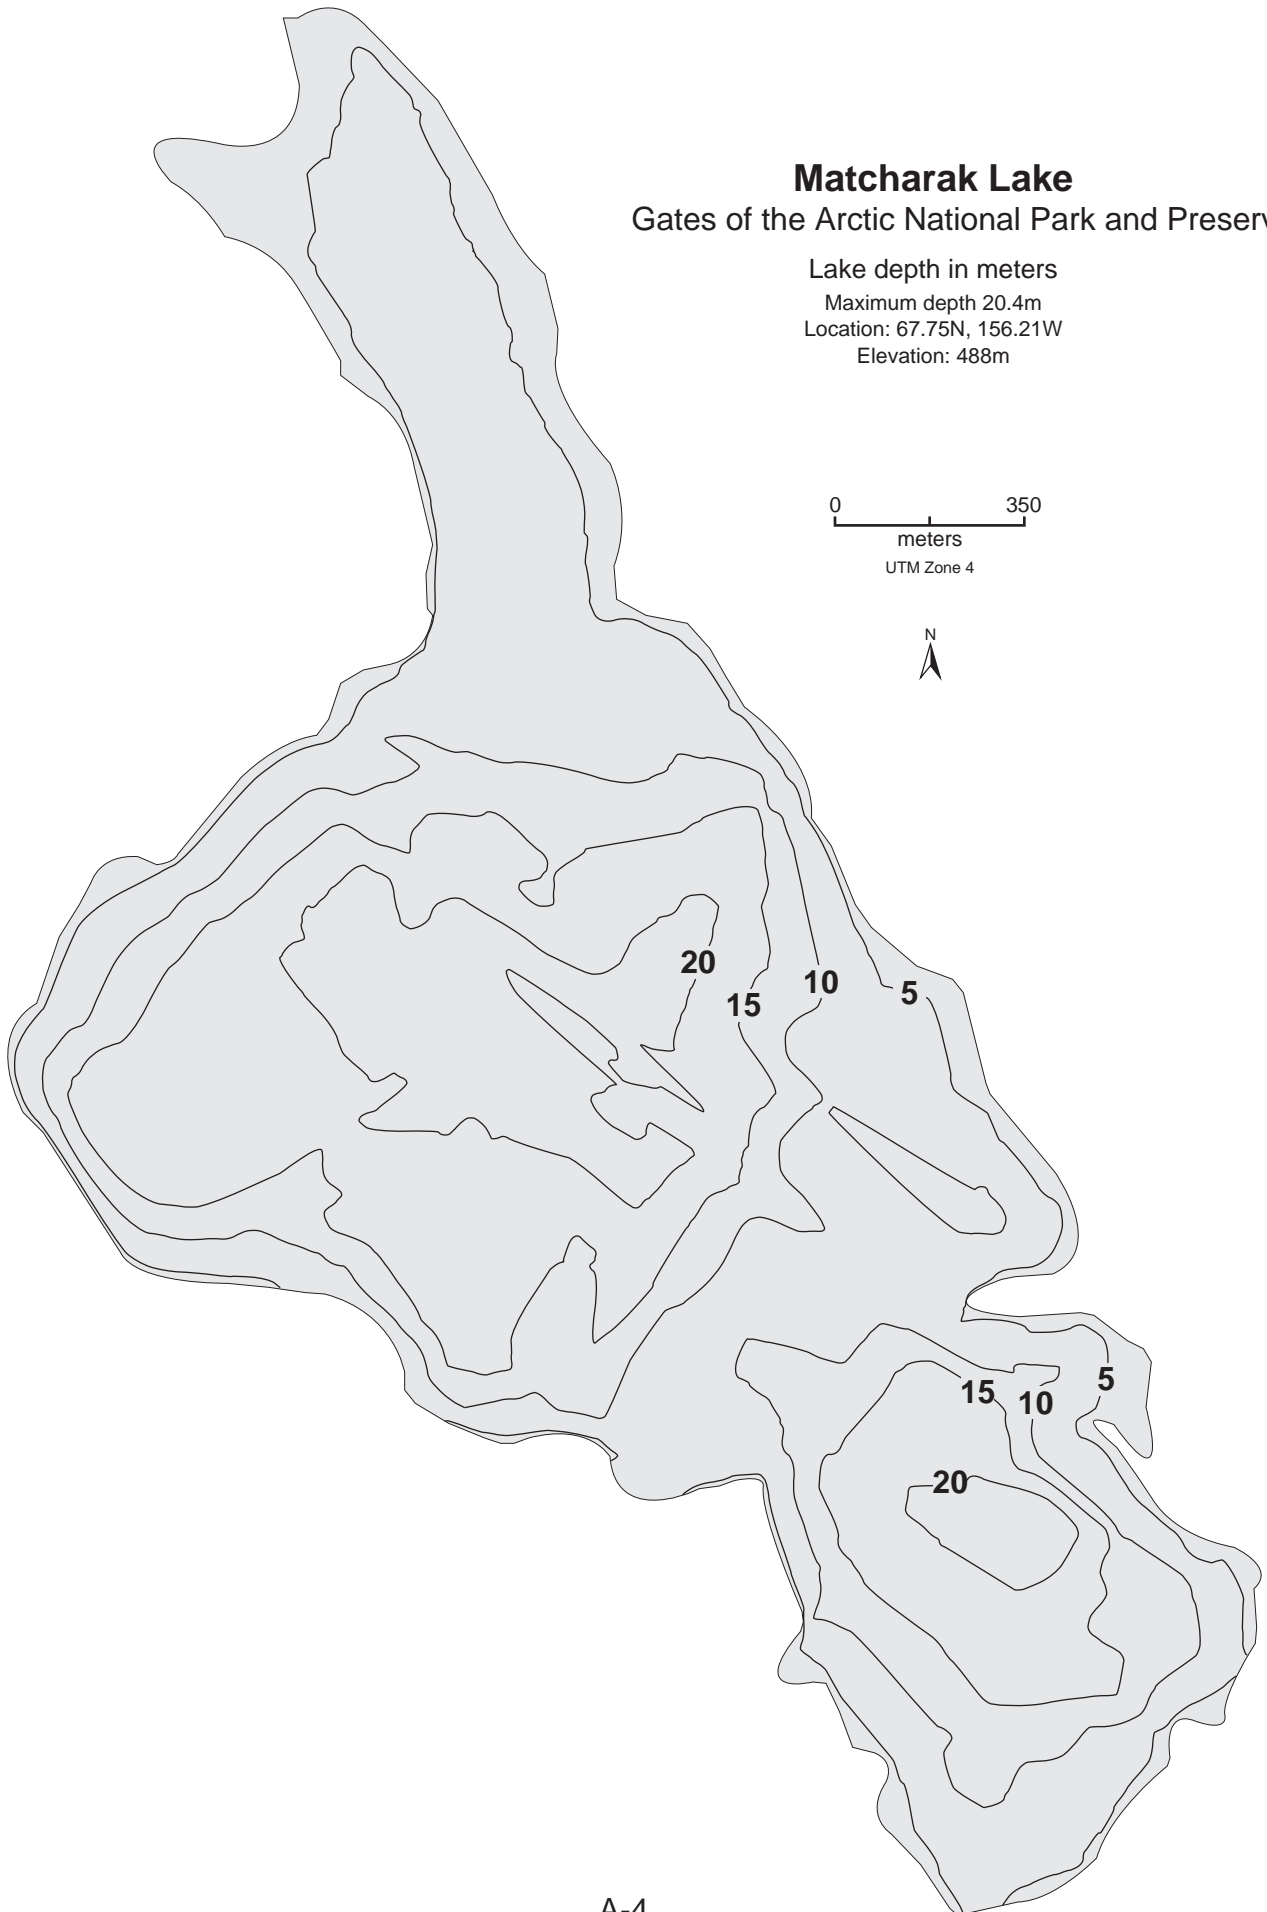 Matcharak Lake
Gates of the Arctic National Park and Preserv
Lake depth in meters
Maximum depth 20.4m
Location: 67.75N, 156.21W
Elevation: 488m
0 350
meters
UTM Zone 4
N
20
15
10
5
5
15
10
20
A-4